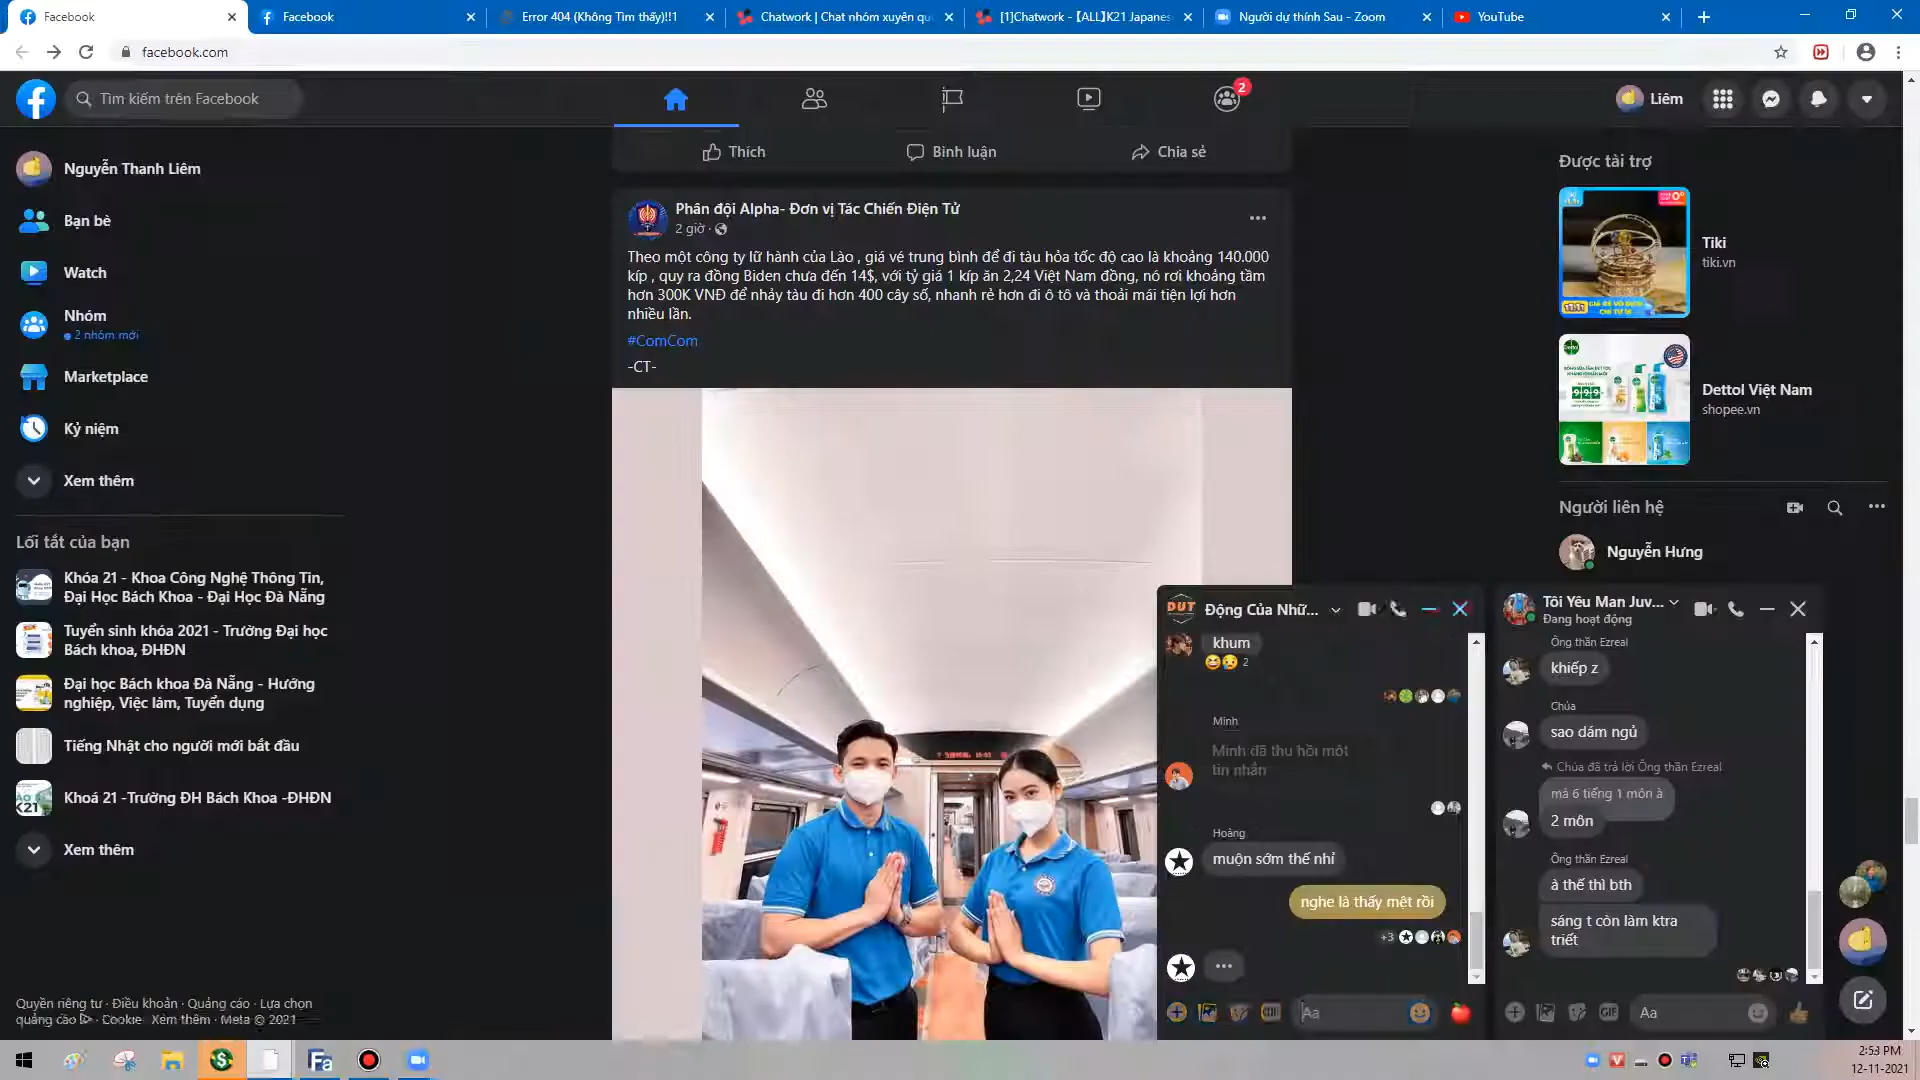 Facebook
Facebook
Error 404 (Không Tìm thấy)!!1
Chatwork | Chat nhóm xuyên qu
[1]Chatwork - 【ALL】K21 Japanes
Người dự thính Sau - Zoom
YouTube
facebook.com
Tìm kiếm trên Facebook
2
Liêm
Nguyễn Thanh Liêm
Bạn bè
Watch
Nhóm
2 nhóm mới
Marketplace
Kỷ niệm
Xem thêm
Lối tắt của bạn
Khóa 21 - Khoa Công Nghệ Thông Tin,
Đại Học Bách Khoa - Đại Học Đà Nẵng
Tuyển sinh khóa 2021 - Trường Đại học
Bách khoa, ĐHĐN
Đại học Bách khoa Đà Nẵng - Hướng
nghiệp, Việc làm, Tuyển dụng
Tiếng Nhật cho người mới bắt đầu
K21
Khoá 21 -Trường ĐH Bách Khoa -ĐHĐN
Xem thêm
Quyền riêng tư · Điều khoản · Quảng cáo · Lựa chọn
quảng cáo · Cookie · Xem thêm · Meta © 2021
Thích
Bình luận
Chia sẻ
Phân đội Alpha- Đơn vị Tác Chiến Điện Tử
2 giờ ·
Theo một công ty lữ hành của Lào , giá vé trung bình để đi tàu hỏa tốc độ cao là khoảng 140.000
kíp , quy ra đồng Biden chưa đến 14$, với tỷ giá 1 kíp ăn 2,24 Việt Nam đồng, nó rơi khoảng tầm
hơn 300K VNĐ để nhảy tàu đi hơn 400 cây số, nhanh rẻ hơn đi ô tô và thoải mái tiện lợi hơn
nhiều lần.
#ComCom
-CT-
Được tài trợ
Tiki
tiki.vn
Dettol Việt Nam
shopee.vn
Người liên hệ
Nguyễn Hưng
DUT
Động Của Nhữ...
khum
2
Minh
Minh đã thu hồi một
tin nhắn
Hoàng
muộn sớm thế nhỉ
nghe là thấy mệt rồi
+3
Aa
Tôi Yêu Man Juv...
Đang hoạt động
Ông thần Ezreal
khiếp z
Chúa
sao dám ngủ
Chúa đã trả lời Ông thần Ezreal
má 6 tiếng 1 môn à
2 môn
Ông thần Ezreal
à thế thì bth
sáng t còn làm ktra
triết
GIF
Aa
2:53 PM
12-11-2021